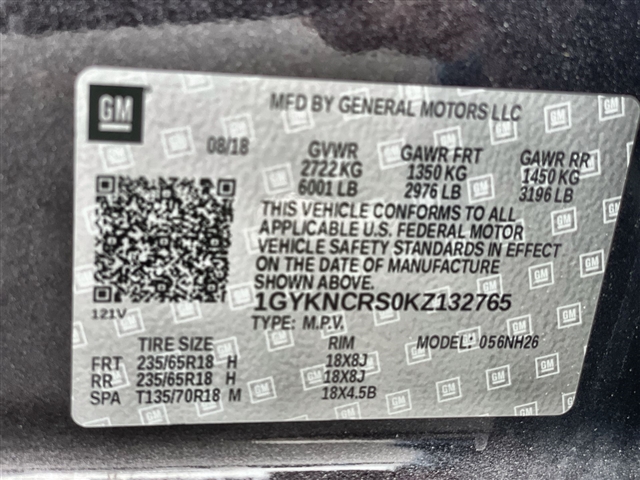 GM
MFD BY GENERAL MOTORS LLC
08/18 GVWR GAWR FRT GAWR RR
2722 KG 1350 KG 1450 KG
6001 LB 2976 LB 3196 LB
THIS VEHICLE CONFORMS TO ALL
APPLICABLE U.S. FEDERAL MOTOR
VEHICLE SAFETY STANDARDS IN EFFECT
ON THE DATE OF MANUFACTURE
SHOWN ABOVE.
1GYKNCRS0KZ132765
121V
TYPE: M.P.V.
TIRE SIZE RIM MODEL: 056NH26
FRT 235/65R18 H 18X8J
RR 235/65R18 H 18X8J
SPA T135/70R18 M 18X4.5B